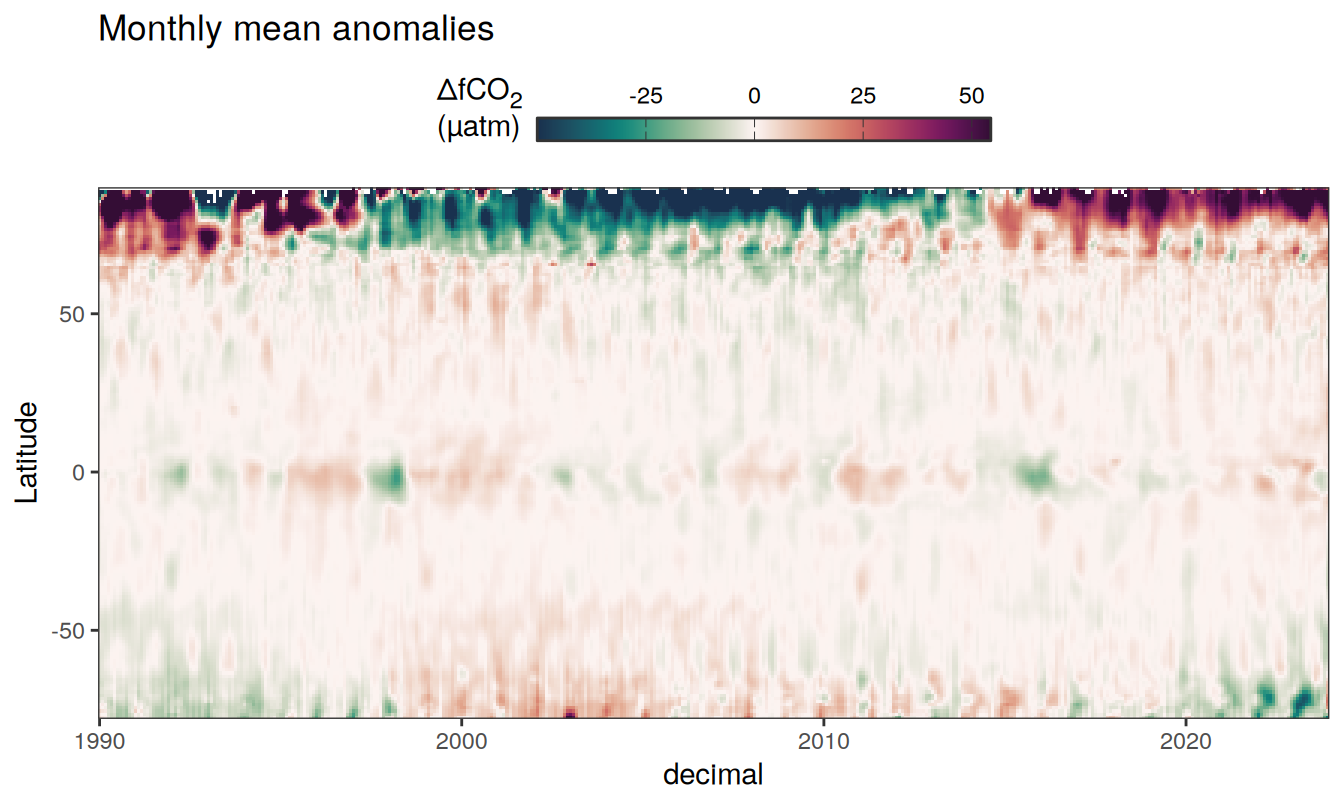 Monthly mean anomalies
ΔfCO₂
(µatm)
-25 0 25 50
Latitude
50
0
-50
1990 2000 2010 2020
decimal